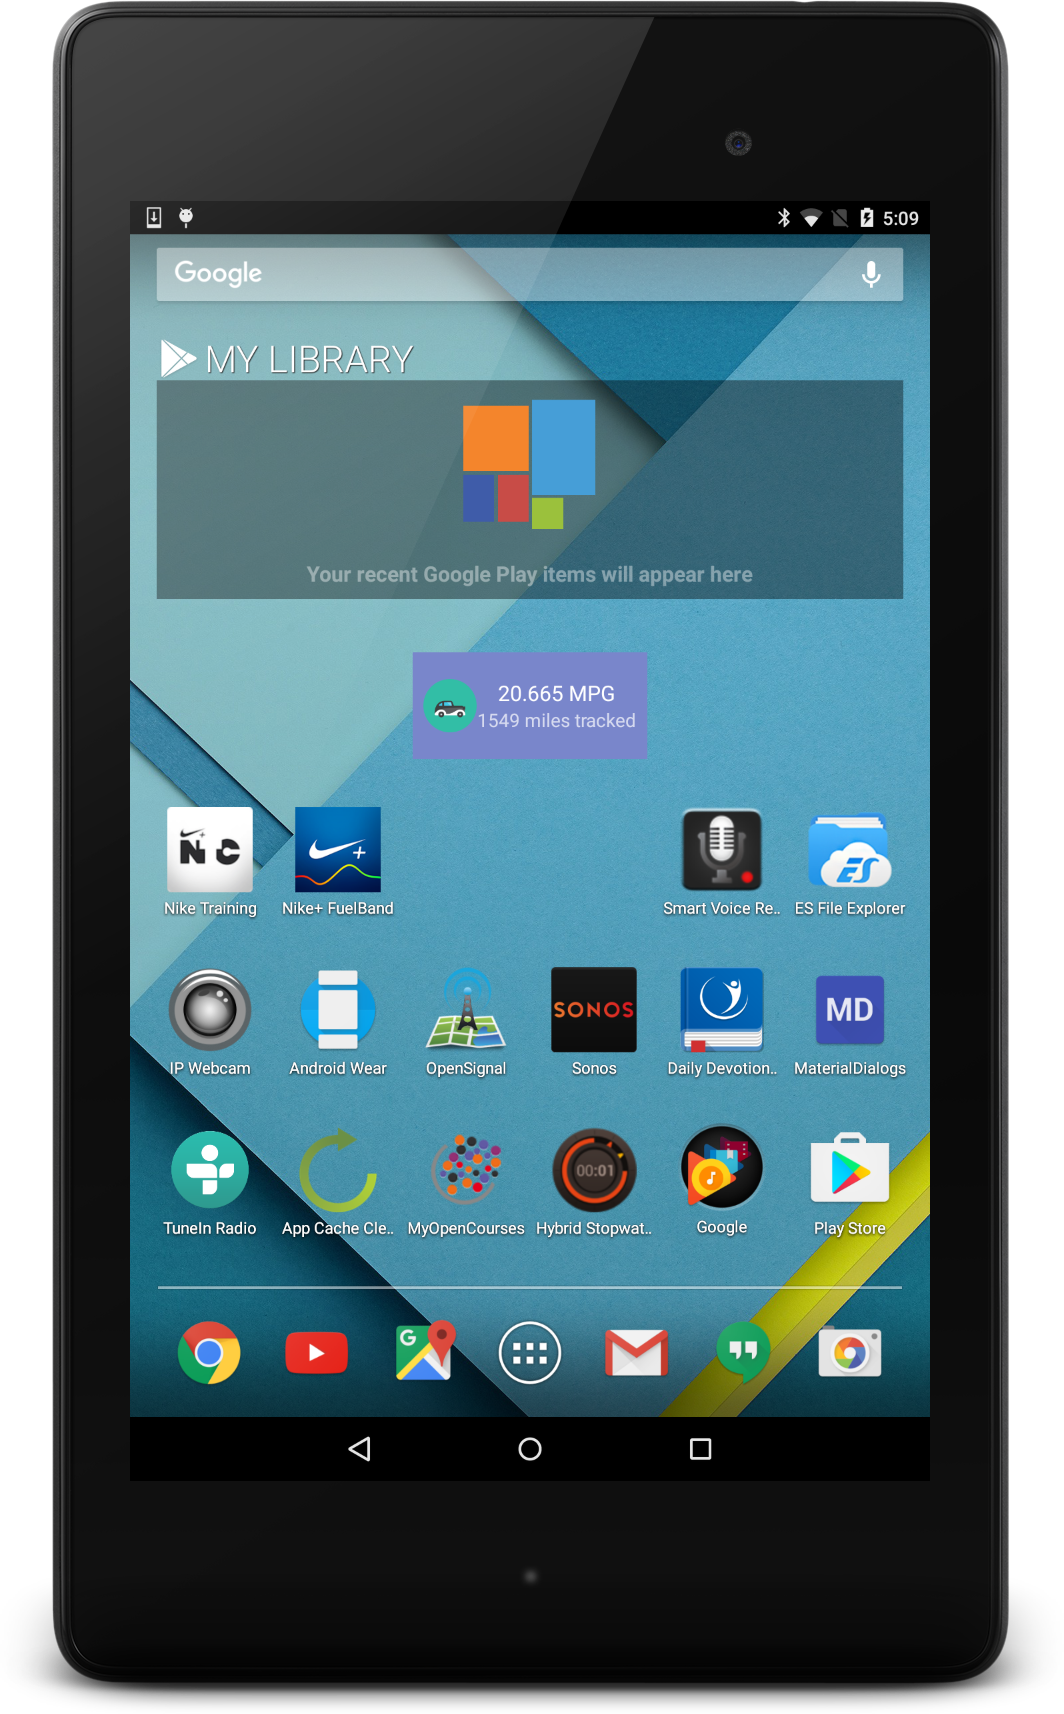 5:09
Google
MY LIBRARY
Your recent Google Play items will appear here
20.665 MPG
1549 miles tracked
N+C
Nike Training
Nike+ FuelBand
Smart Voice Re..
ES
ES File Explorer
IP Webcam
Android Wear
OpenSignal
SONOS
Sonos
Daily Devotion..
MD
MaterialDialogs
TuneIn Radio
App Cache Cle..
MyOpenCourses
00:01
Hybrid Stopwat..
Google
Play Store
G